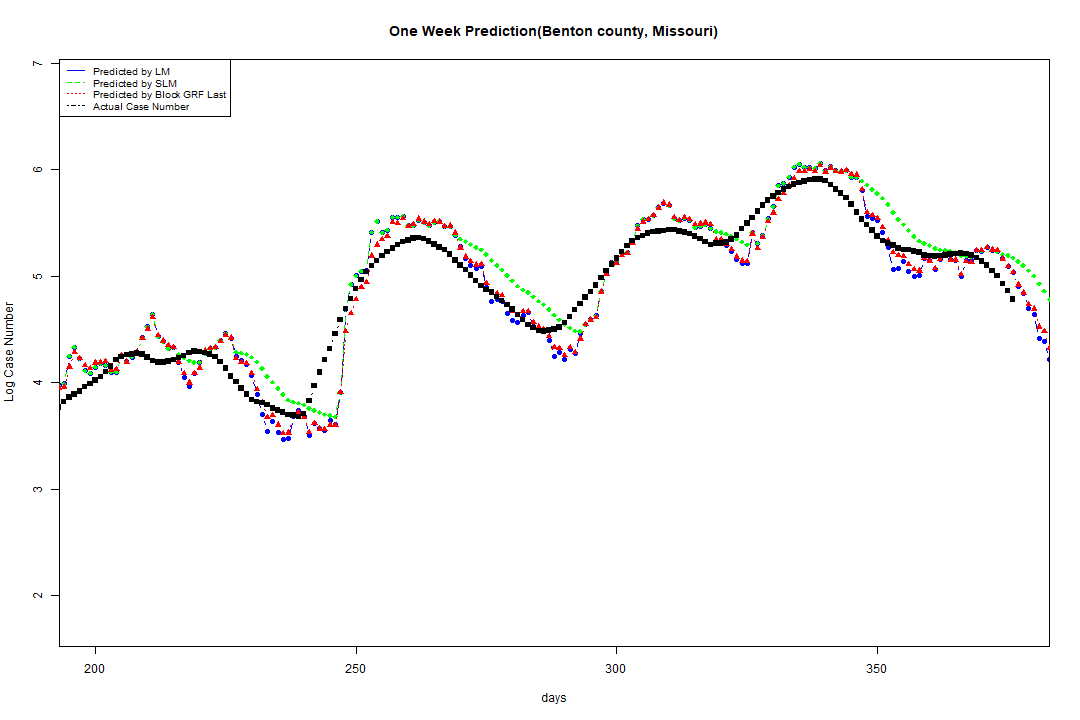 One Week Prediction(Benton county, Missouri)
Predicted by LM
Predicted by SLM
Predicted by Block GRF Last
Actual Case Number
Log Case Number
7
6
5
4
3
2
200 250 300 350
days